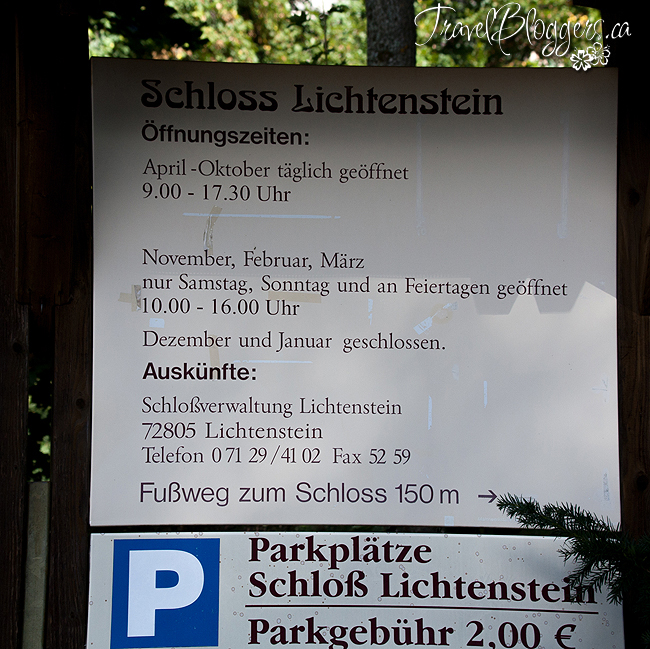 TravelBloggers.ca
Schloss Lichtenstein
Öffnungszeiten:
April - Oktober täglich geöffnet
9.00 - 17.30 Uhr
November, Februar, März
nur Samstag, Sonntag und an Feiertagen geöffnet
10.00 - 16.00 Uhr
Dezember und Januar geschlossen.
Auskünfte:
Schloßverwaltung Lichtenstein
72805 Lichtenstein
Telefon 0 71 29/41 02 Fax 52 59
Fußweg zum Schloss 150 m →
P
Parkplätze
Schloß Lichtenstein
Parkgebühr 2,00 €